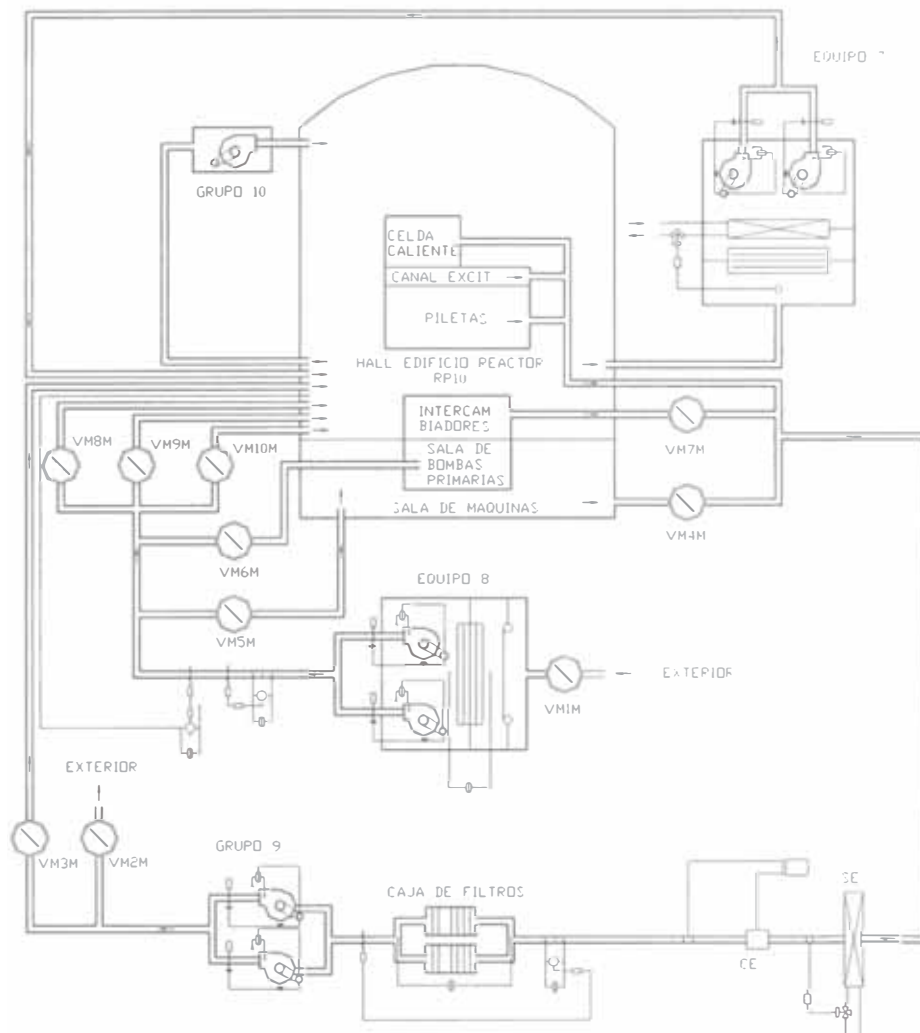 EQUIPO 7
GRUPO 10
CELDA
CALIENTE
CANAL EXCIT
PILETAS
HALL EDIFICIO REACTOR
RP10
INTERCAM
BIADORES
SALA DE
BOMBAS
PRIMARIAS
SALA DE MAQUINAS
VM8M
VM9M
VM10M
VM7M
VM4M
VM6M
VM5M
EQUIPO 8
EXTERIOR
VM1M
EXTERIOR
VM3M
VM2M
GRUPO 9
CAJA DE FILTROS
CE
SE